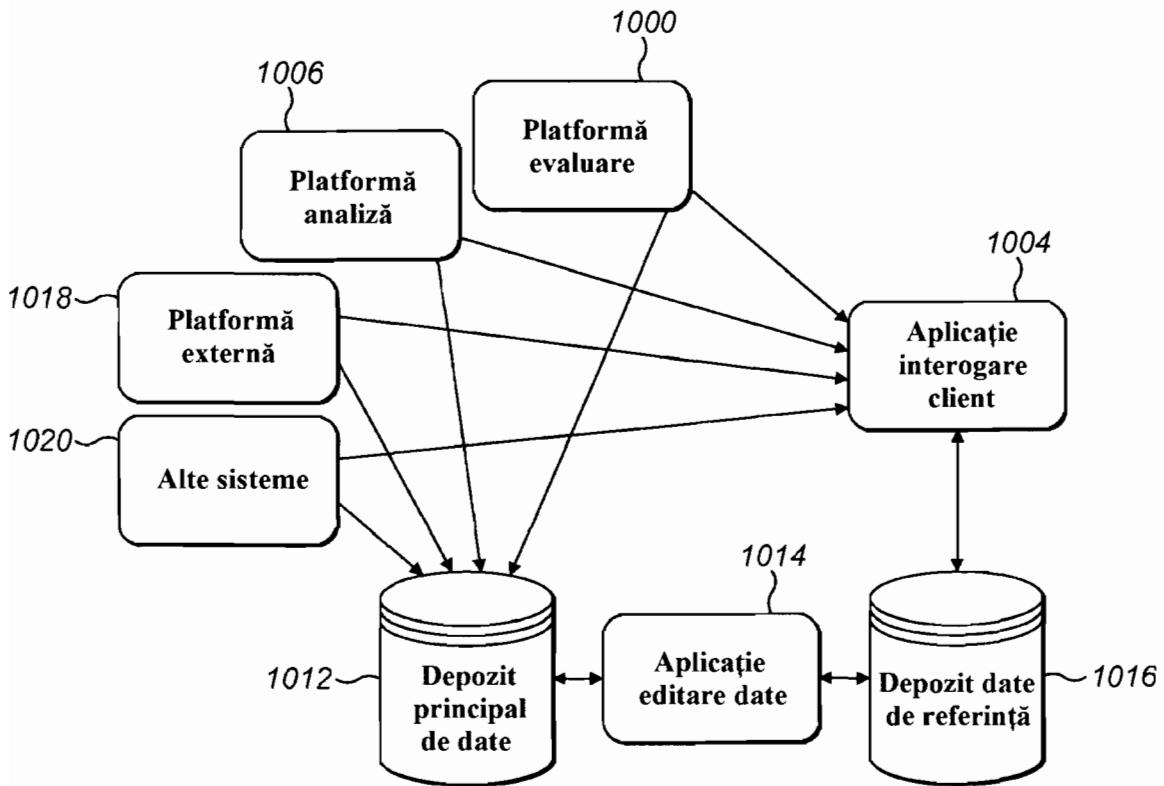 1000
1006
Platformă
evaluare
Platformă
analiză
1004
1018
Platformă
externă
Aplicație
interogare
client
1020
Alte sisteme
1014
1012
Depozit
principal
de date
Aplicație
editare date
Depozit date
de referință
1016